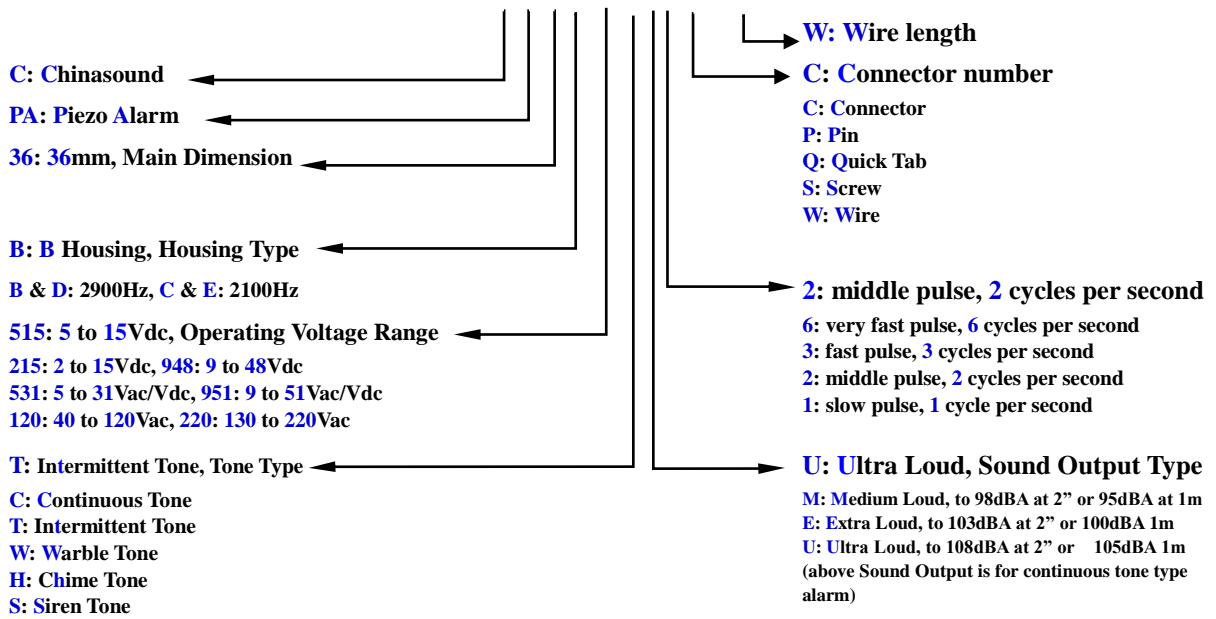 C: Chinasound
PA: Piezo Alarm
36: 36mm, Main Dimension
B: B Housing, Housing Type
B & D: 2900Hz, C & E: 2100Hz
515: 5 to 15Vdc, Operating Voltage Range
215: 2 to 15Vdc, 948: 9 to 48Vdc
531: 5 to 31Vac/Vdc, 951: 9 to 51Vac/Vdc
120: 40 to 120Vac, 220: 130 to 220Vac
T: Intermittent Tone, Tone Type
C: Continuous Tone
T: Intermittent Tone
W: Warble Tone
H: Chime Tone
S: Siren Tone
W: Wire length
C: Connector number
C: Connector
P: Pin
Q: Quick Tab
S: Screw
W: Wire
2: middle pulse, 2 cycles per second
6: very fast pulse, 6 cycles per second
3: fast pulse, 3 cycles per second
2: middle pulse, 2 cycles per second
1: slow pulse, 1 cycle per second
U: Ultra Loud, Sound Output Type
M: Medium Loud, to 98dBA at 2” or 95dBA at 1m
E: Extra Loud, to 103dBA at 2” or 100dBA 1m
U: Ultra Loud, to 108dBA at 2” or 105dBA 1m
(above Sound Output is for continuous tone type
alarm)